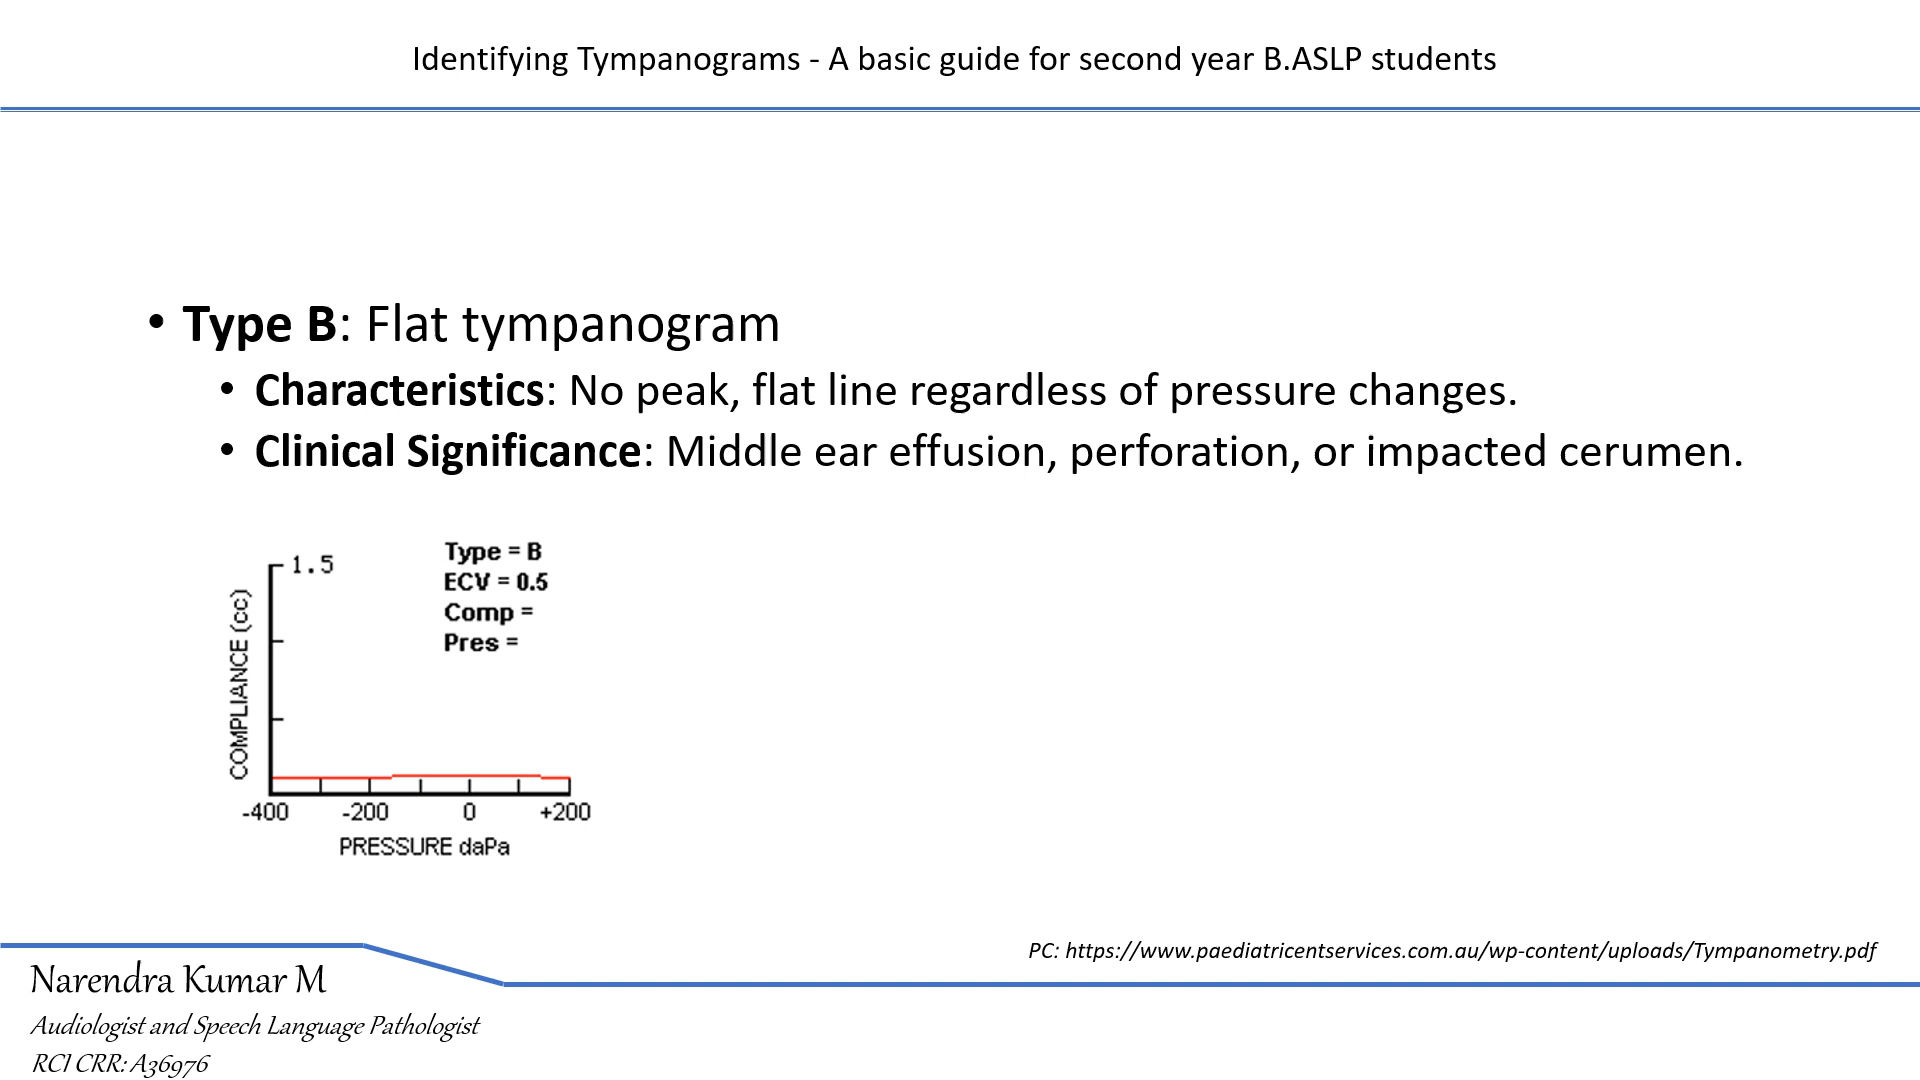 Identifying Tympanograms - A basic guide for second year B.ASLP students
• Type B: Flat tympanogram
• Characteristics: No peak, flat line regardless of pressure changes.
• Clinical Significance: Middle ear effusion, perforation, or impacted cerumen.
Type = B
1.5
ECV = 0.5
Comp =
Pres =
COMPLIANCE (cc)
-400 -200 0 +200
PRESSURE daPa
PC: https://www.paediatricentservices.com.au/wp-content/uploads/Tympanometry.pdf
Narendra Kumar M
Audiologist and Speech Language Pathologist
RCI CRR: A36976